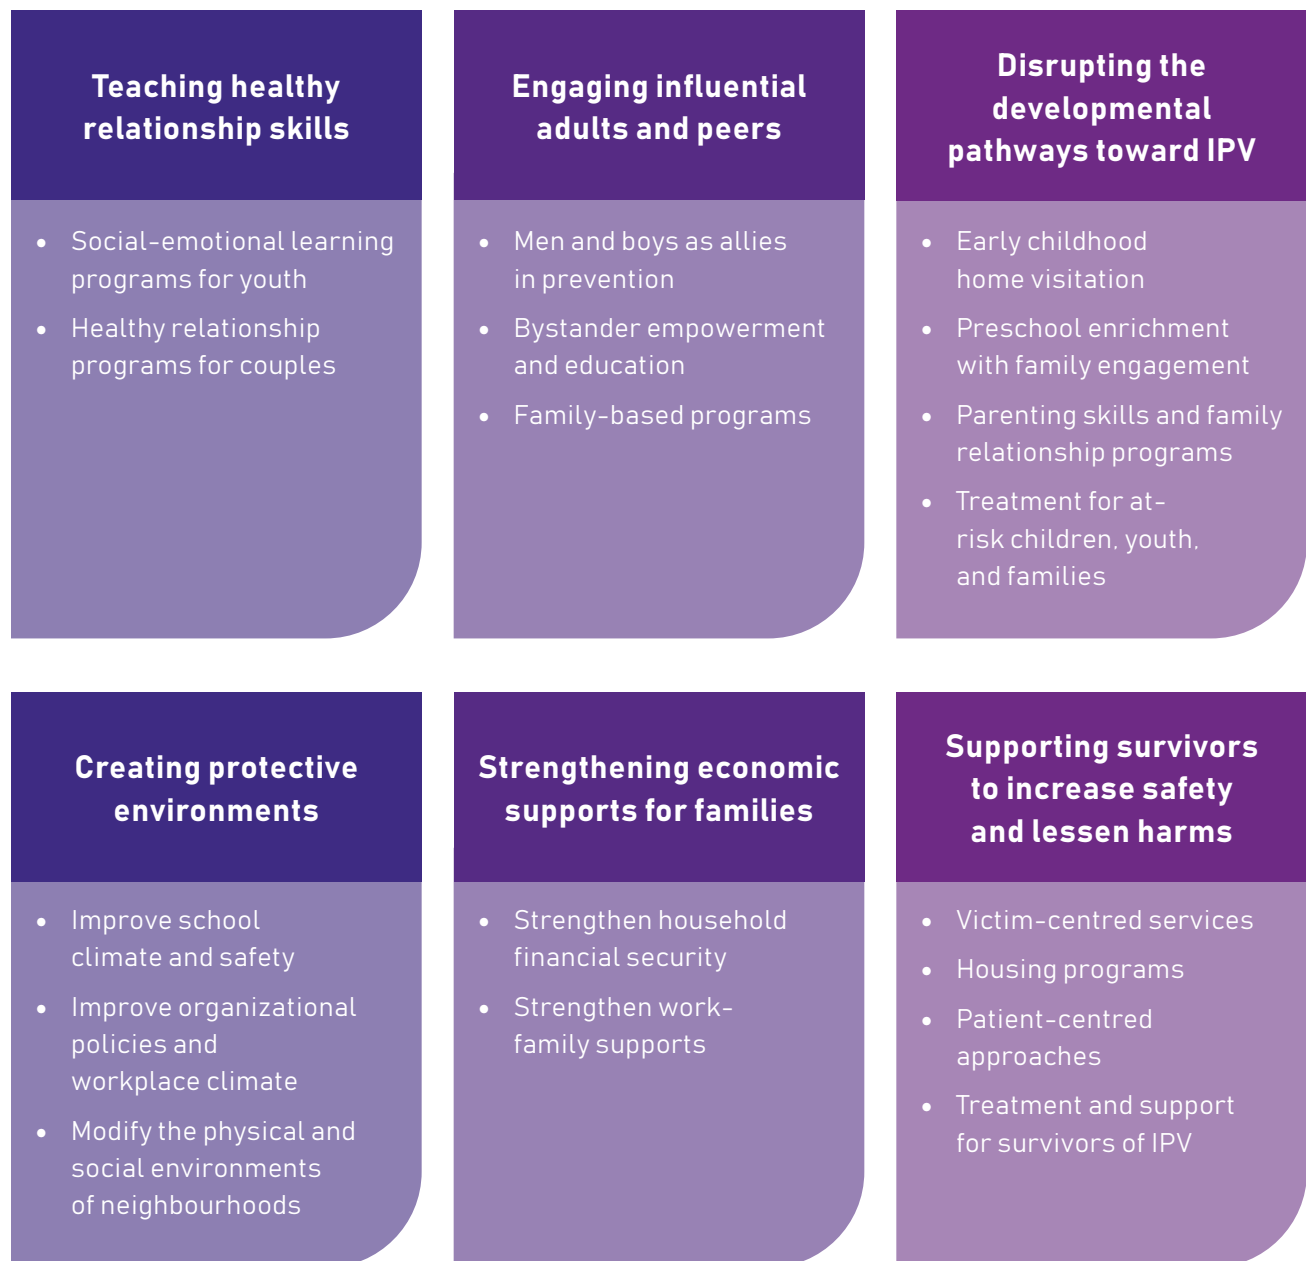 Teaching healthy
relationship skills
• Social-emotional learning
programs for youth
• Healthy relationship
programs for couples
Engaging influential
adults and peers
• Men and boys as allies
in prevention
• Bystander empowerment
and education
• Family-based programs
Disrupting the
developmental
pathways toward IPV
• Early childhood
home visitation
• Preschool enrichment
with family engagement
• Parenting skills and family
relationship programs
• Treatment for at-
risk children, youth,
and families
Creating protective
environments
• Improve school
climate and safety
• Improve organizational
policies and
workplace climate
• Modify the physical and
social environments
of neighbourhoods
Strengthening economic
supports for families
• Strengthen household
financial security
• Strengthen work-
family supports
Supporting survivors
to increase safety
and lessen harms
• Victim-centred services
• Housing programs
• Patient-centred
approaches
• Treatment and support
for survivors of IPV